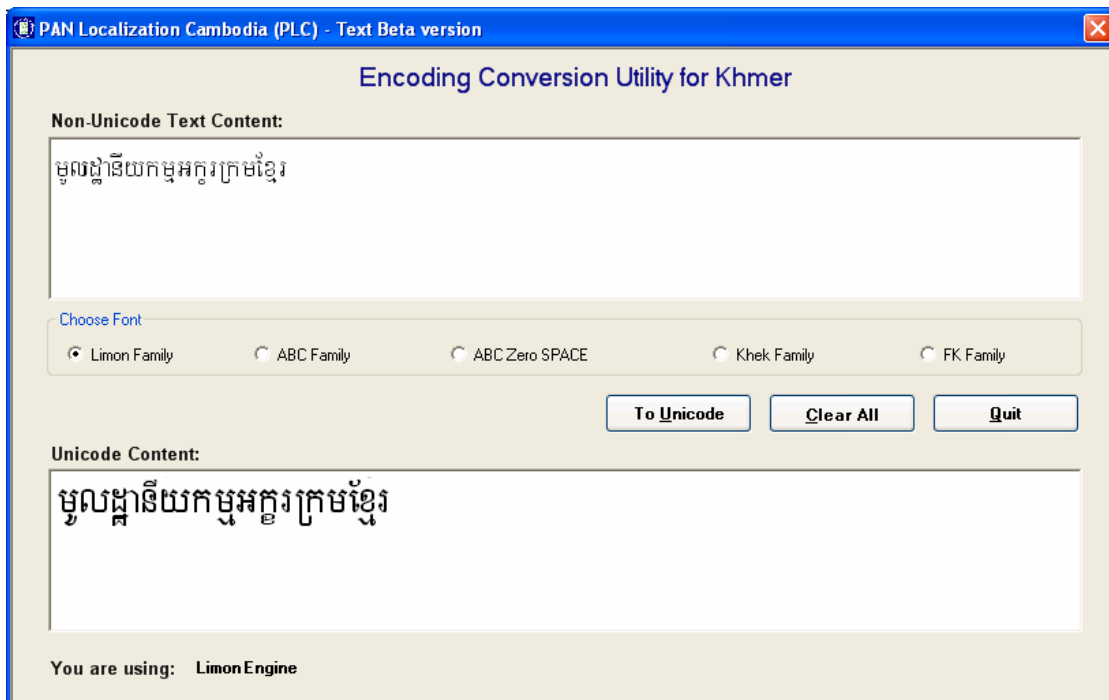 PAN Localization Cambodia (PLC) - Text Beta version
Encoding Conversion Utility for Khmer
Non-Unicode Text Content:
មូលដ្ឋានីយកម្មអក្ខរក្រមខ្មែរ
Choose Font
Limon Family ABC Family ABC Zero SPACE Khek Family FK Family
To Unicode Clear All Quit
Unicode Content:
មូលដ្ឋានីយកម្មអក្ខរក្រមខ្មែរ
You are using: Limon Engine